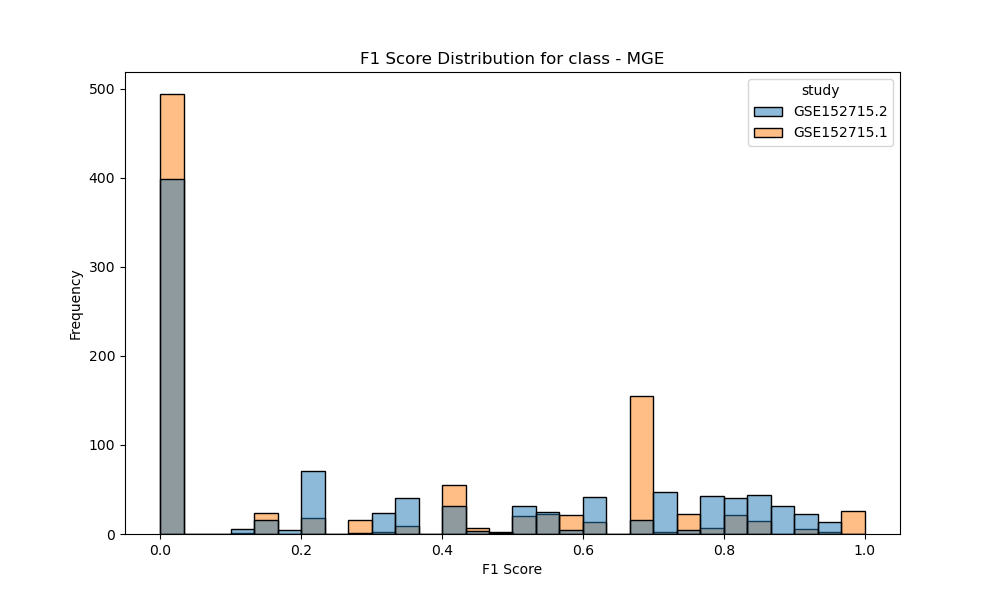 F1 Score Distribution for class - MGE
study
GSE152715.2
GSE152715.1
Frequency
500
400
300
200
100
0
0.0 0.2 0.4 0.6 0.8 1.0
F1 Score